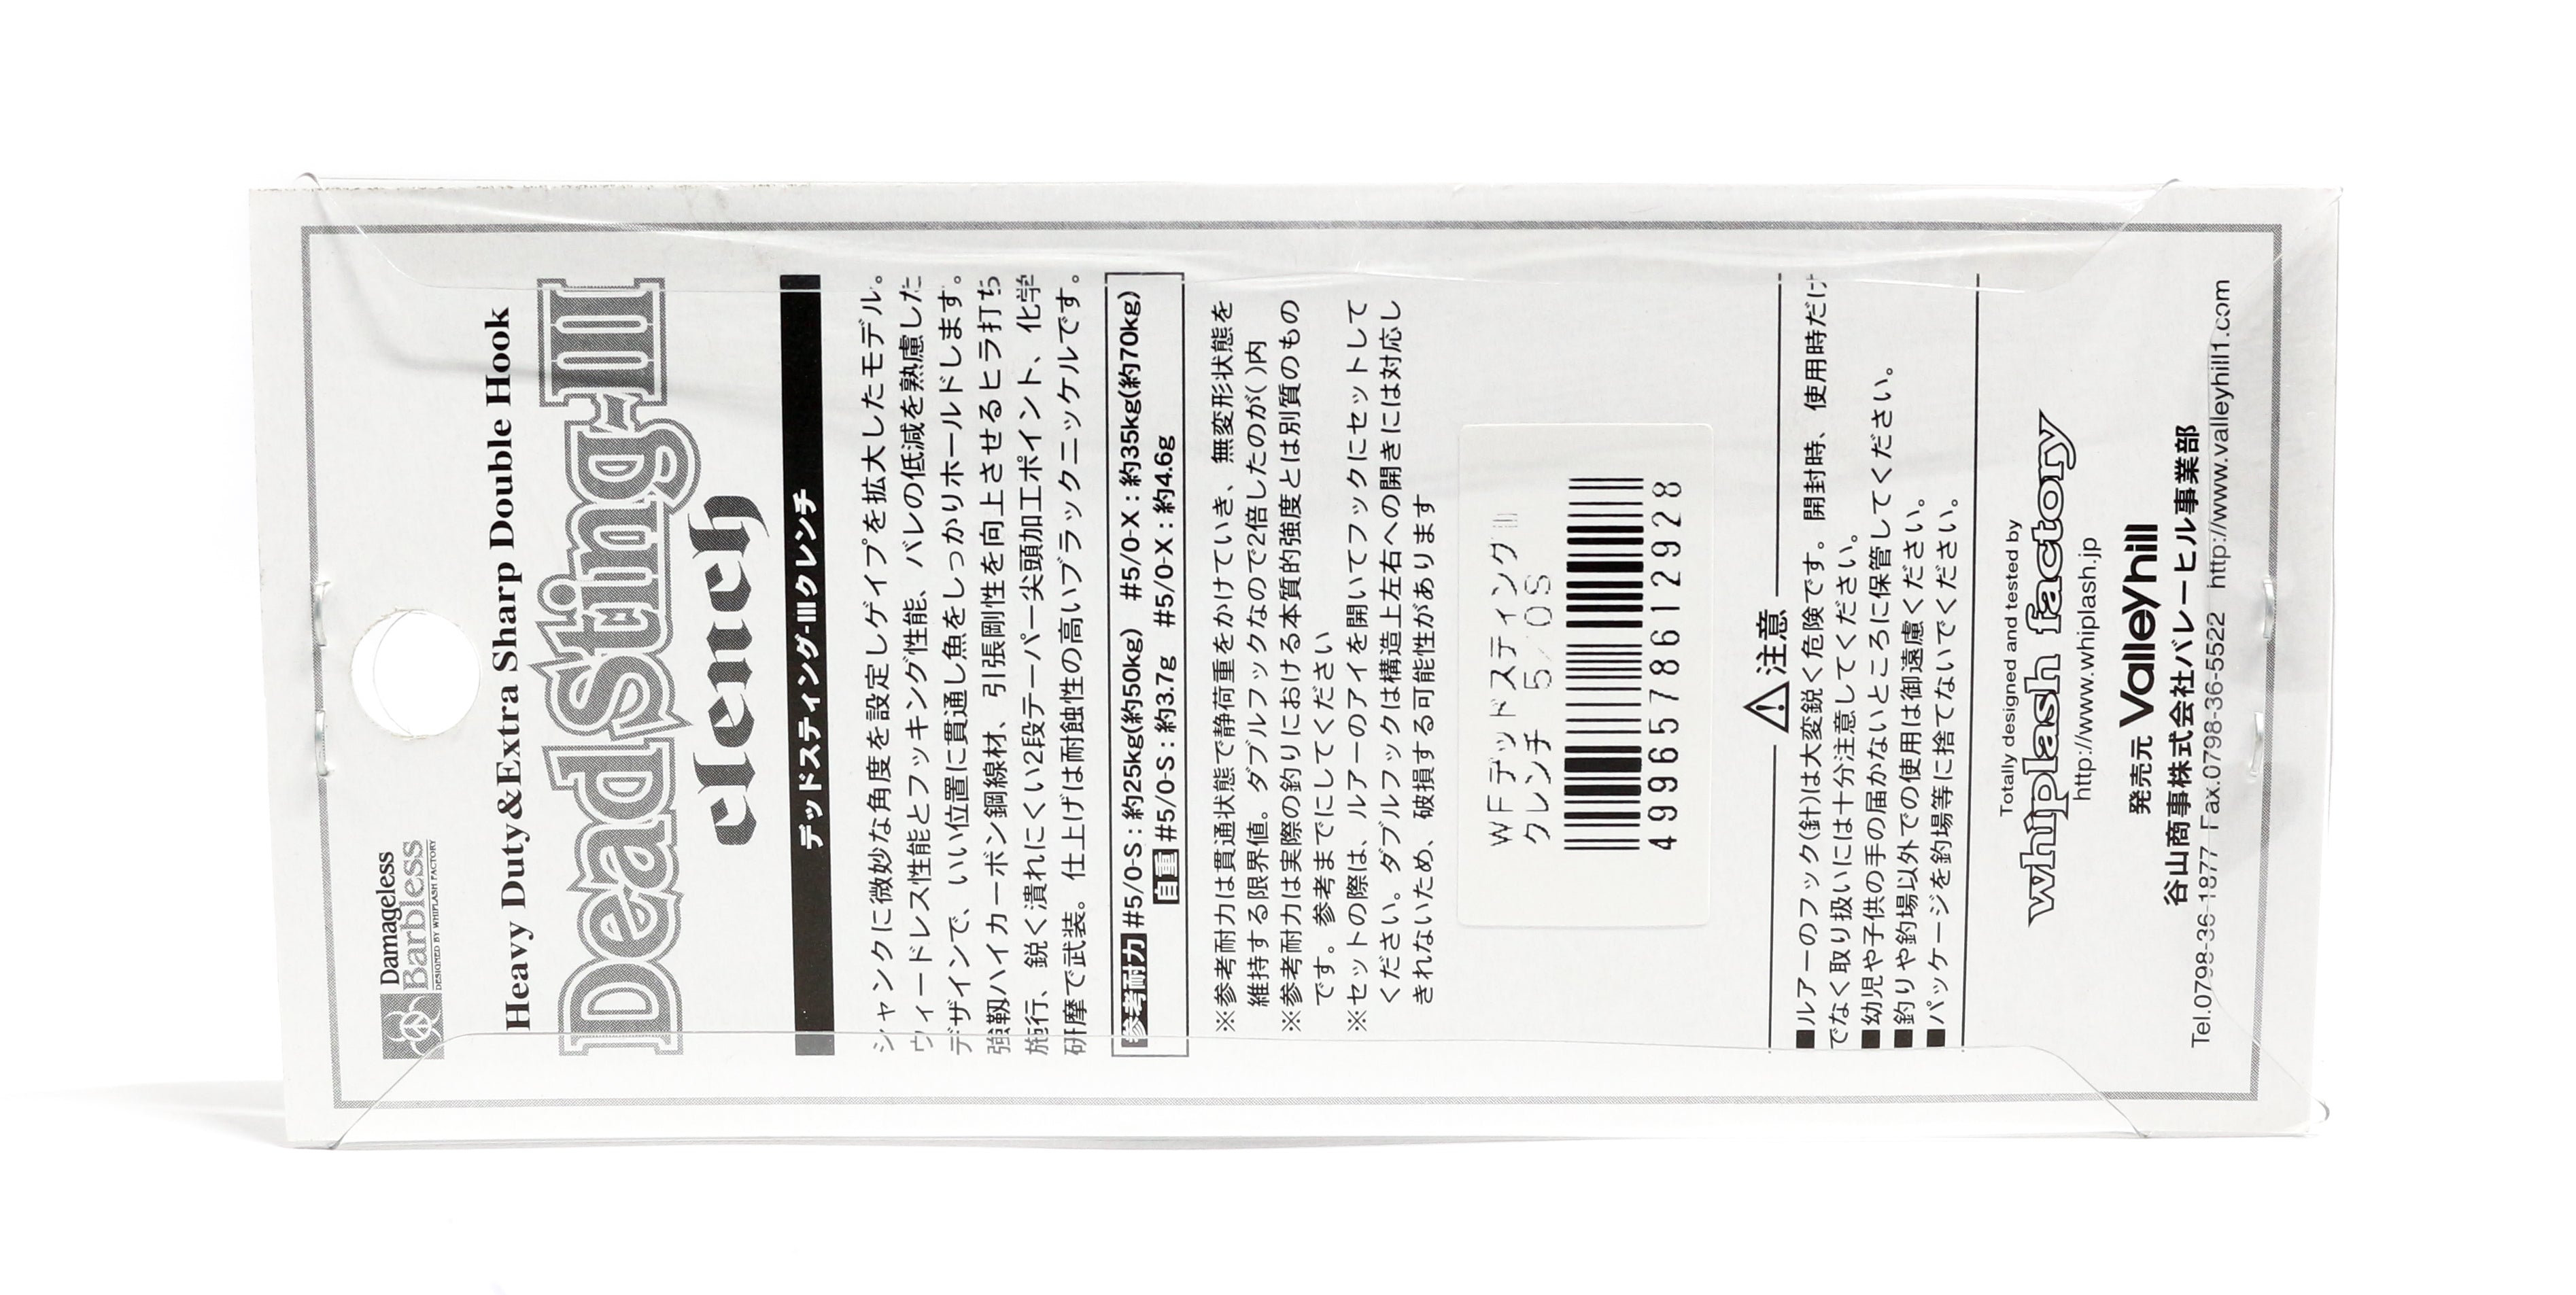 Damageless
Barbless
DESIGNED BY WHIPLASH FACTORY
Heavy Duty&Extra Sharp Double Hook
Dead Sting-III
clench
デッドスティング-Ⅲクレンチ
シャンクに微妙な角度を設定しゲイプを拡大したモデル。
ウィードレス性能とフッキング性能、バレの低減を熟慮した
デザインで、いい位置に貫通し魚をしっかりホールドします。
強靱ハイカーボン鋼線材、引張剛性を向上させるヒラ打ち
施行、鋭く潰れにくい2段テーパー尖頭加工ポイント、化学
研摩で武装。仕上げは耐蝕性の高いブラックニッケルです。
参考耐力 #5/0-S：約25kg(約50kg) #5/0-X：約35kg(約70kg)
自重 #5/0-S：約3.7g #5/0-X：約4.6g
※参考耐力は貫通状態で静荷重をかけていき、無変形状態を
維持する限界値。ダブルフックなので2倍したのが( )内
※参考耐力は実際の釣りにおける本質的強度とは別質のもの
です。参考までにしてください
※セットの際は、ルアーのアイを開いてフックにセットして
ください。ダブルフックは構造上左右への開きには対応し
きれないため、破損する可能性があります
WFデッドスティングⅢ
クレンチ 5/0S
4996578612928
注意
■ルアーのフック(針)は大変鋭く危険です。開封時、使用時だけ
でなく取り扱いには十分注意してください。
■幼児や子供の手の届かないところに保管してください。
■釣りや釣場以外での使用は御遠慮ください。
■パッケージを釣場等に捨てないでください。
Totally designed and tested by
whiplash factory
http://www.whiplash.jp
発売元 Valleyhill
谷山商事株式会社バレーヒル事業部
Tel.0798-36-1877 Fax.0798-36-5522 http://www.valleyhill1.com